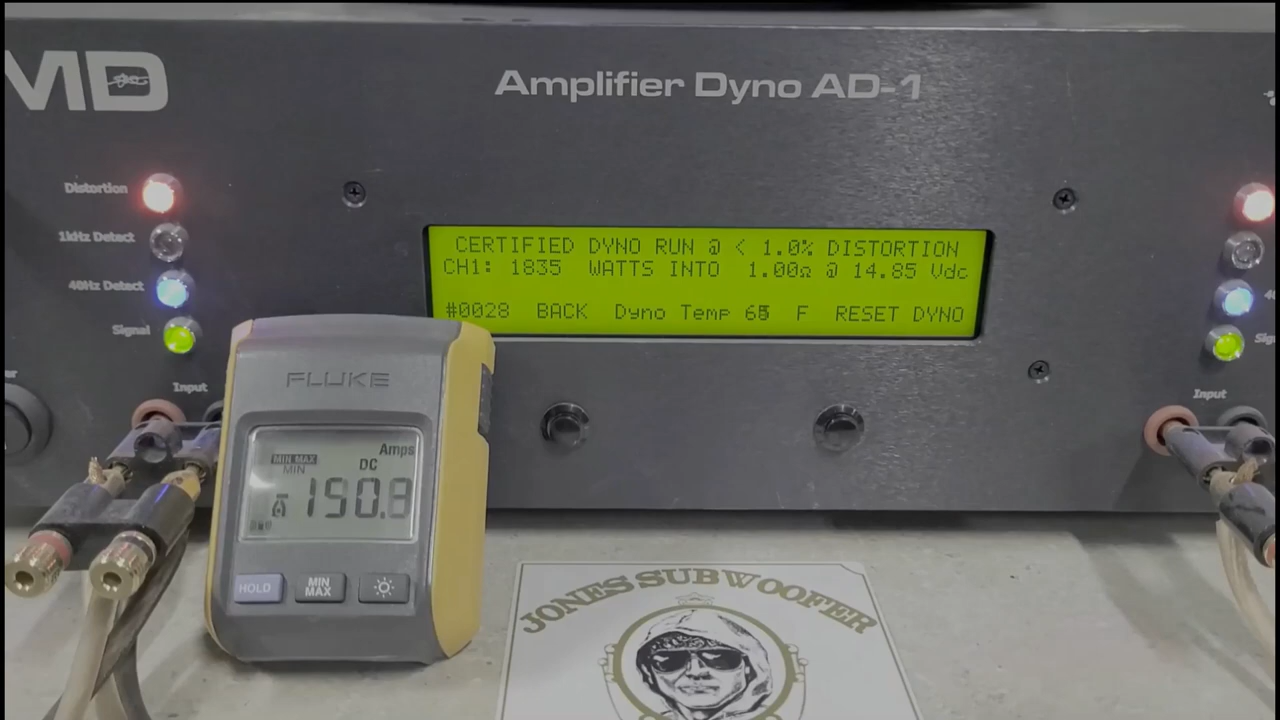 MD
Amplifier Dyno AD-1
Distortion
1kHz Detect
40Hz Detect
Signal
Input
CERTIFIED DYNO RUN @ < 1.0% DISTORTION
CH1: 1835 WATTS INTO 1.00Ω @ 14.85 Vdc
#0028 BACK Dyno Temp F RESET DYNO
Input
FLUKE
Amps
MIN MAX
MIN
DC
-150.8
HOLD
MIN
MAX
JONES SUBWOOFER